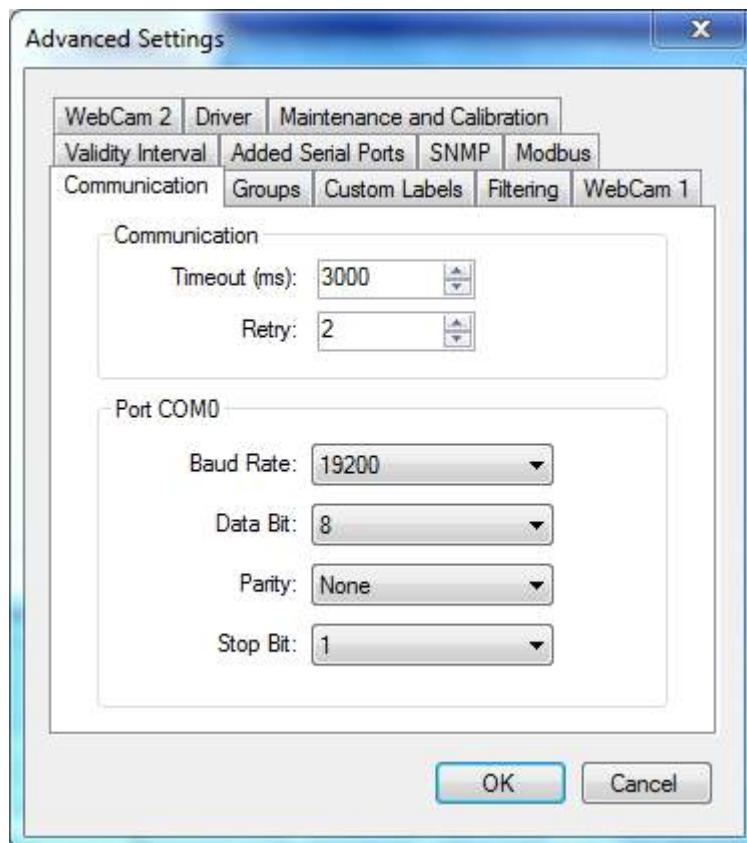 Advanced Settings
WebCam 2 Driver Maintenance and Calibration
Validity Interval Added Serial Ports SNMP Modbus
Communication Groups Custom Labels Filtering WebCam 1
Communication
Timeout (ms): 3000
Retry: 2
Port COM0
Baud Rate: 19200
Data Bit: 8
Parity: None
Stop Bit: 1
OK Cancel